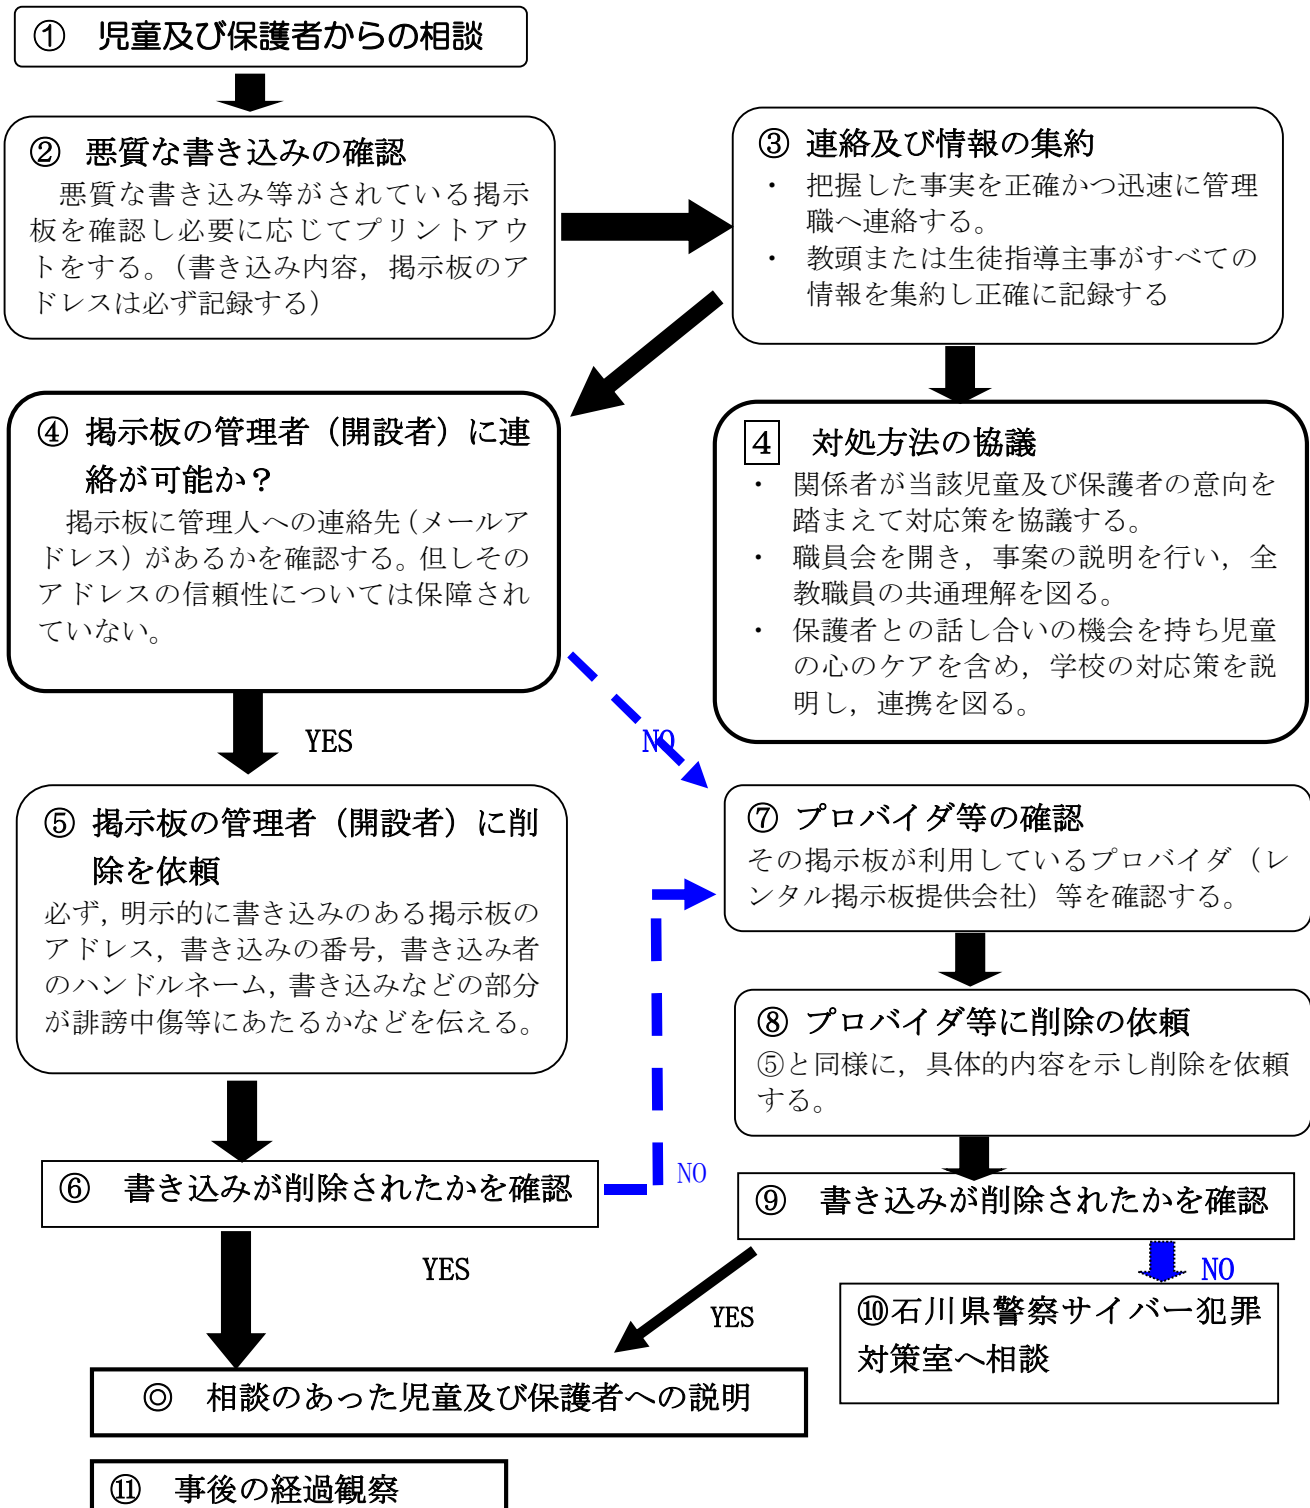 ① 児童及び保護者からの相談
② 悪質な書き込みの確認
悪質な書き込み等がされている掲示
板を確認し必要に応じてプリントアウ
トをする。（書き込み内容，掲示板のア
ドレスは必ず記録する）
③ 連絡及び情報の集約
・ 把握した事実を正確かつ迅速に管理
職へ連絡する。
・ 教頭または生徒指導主事がすべての
情報を集約し正確に記録する
④ 掲示板の管理者（開設者）に連
絡が可能か？
掲示板に管理人への連絡先（メールア
ドレス）があるかを確認する。但しその
アドレスの信頼性については保障され
ていない。
4 対処方法の協議
・ 関係者が当該児童及び保護者の意向を
踏まえて対応策を協議する。
・ 職員会を開き，事案の説明を行い，全
教職員の共通理解を図る。
・ 保護者との話し合いの機会を持ち児童
の心のケアを含め，学校の対応策を説
明し，連携を図る。
YES
NO
⑤ 掲示板の管理者（開設者）に削
除を依頼
必ず，明示的に書き込みのある掲示板の
アドレス，書き込みの番号，書き込み者
のハンドルネーム，書き込みなどの部分
が誹謗中傷等にあたるかなどを伝える。
⑦ プロバイダ等の確認
その掲示板が利用しているプロバイダ（レ
ンタル掲示板提供会社）等を確認する。
⑧ プロバイダ等に削除の依頼
⑤と同様に，具体的内容を示し削除を依頼
する。
⑥ 書き込みが削除されたかを確認
NO
⑨ 書き込みが削除されたかを確認
YES
NO
YES
⑩石川県警察サイバー犯罪
対策室へ相談
◎ 相談のあった児童及び保護者への説明
⑪ 事後の経過観察